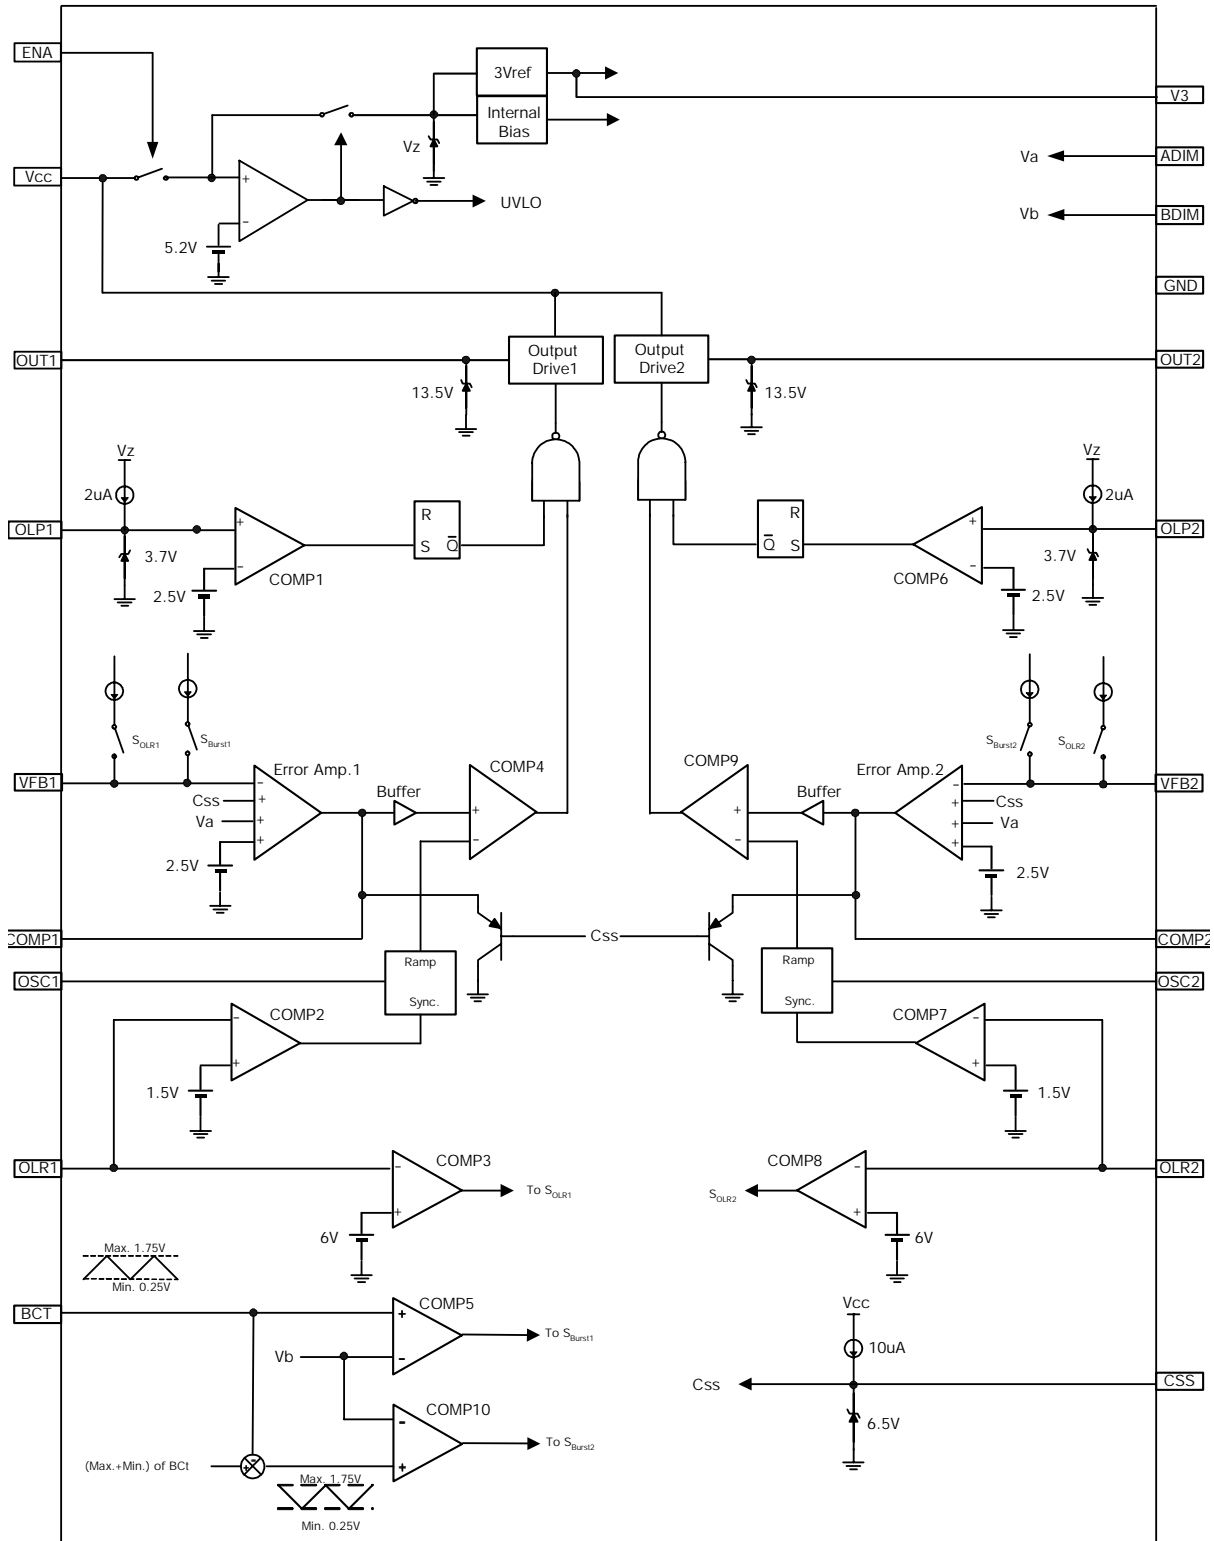 ENA
3Vref
Internal
Bias
V3
Vz
Va
ADIM
Vcc
+
−
UVLO
Vb
BDIM
5.2V
GND
OUT1
Output
Drive1
Output
Drive2
OUT2
13.5V
13.5V
Vz
2uA
Vz
2uA
OLP1
+
−
R
S
Q̅
R
Q̅
S
+
−
OLP2
3.7V
COMP1
2.5V
3.7V
COMP6
2.5V
SOLR1
SBurst1
SBurst2
SOLR2
VFB1
Error Amp.1
COMP4
COMP9
Error Amp.2
VFB2
−
+
+
+
Css
Va
Buffer
+
−
+
−
Buffer
−
+
+
+
Css
Va
2.5V
2.5V
COMP1
Css
COMP2
OSC1
Ramp
Sync.
Ramp
Sync.
OSC2
COMP2
−
+
COMP7
−
+
1.5V
1.5V
OLR1
COMP3
−
+
To SOLR1
COMP8
−
+
SOLR2
OLR2
6V
6V
Max. 1.75V
Min. 0.25V
BCT
COMP5
+
−
To SBurst1
Vb
Vcc
10uA
Css
CSS
6.5V
COMP10
-
+
To SBurst2
(Max.+Min.) of BCt
-
+
Max. 1.75V
Min. 0.25V